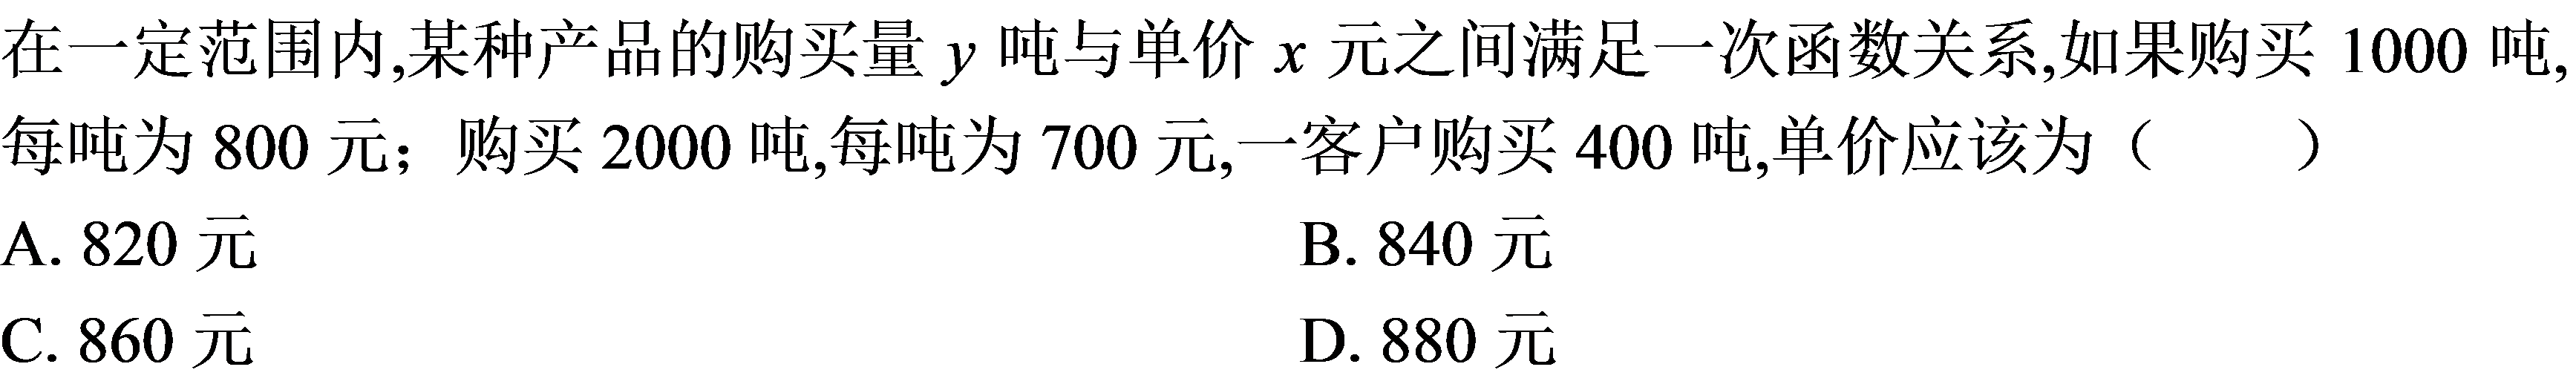 在一定范围内,某种产品的购买量 y 吨与单价 x 元之间满足一次函数关系,如果购买 1000 吨,
每吨为 800 元；购买 2000 吨,每吨为 700 元,一客户购买 400 吨,单价应该为（　　）
A. 820 元　　B. 840 元
C. 860 元　　D. 880 元